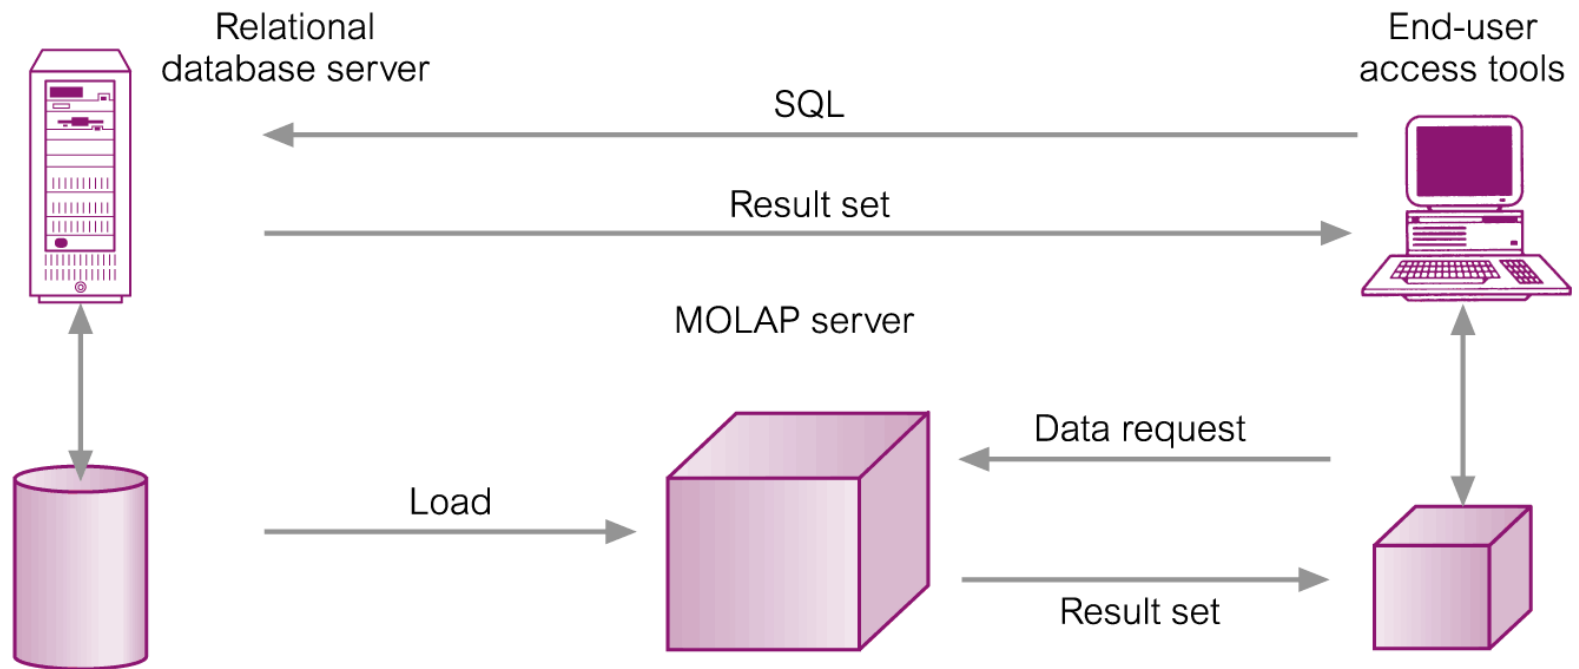 Relational
database server
End-user
access tools
SQL
Result set
MOLAP server
Data request
Load
Result set